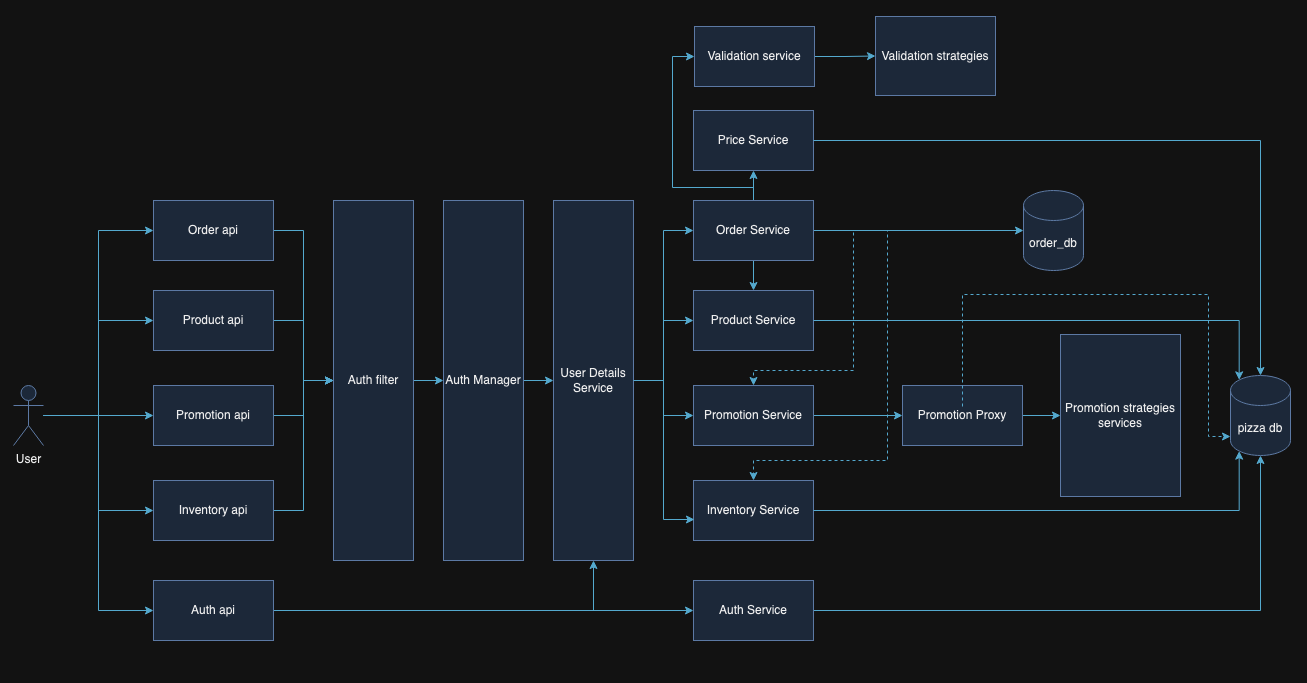 Validation service
Validation strategies
Price Service
Order api
Order Service
order_db
Product api
Product Service
Auth filter
Auth Manager
User Details
Service
Promotion api
Promotion Service
Promotion Proxy
Promotion strategies
services
pizza db
User
Inventory api
Inventory Service
Auth api
Auth Service